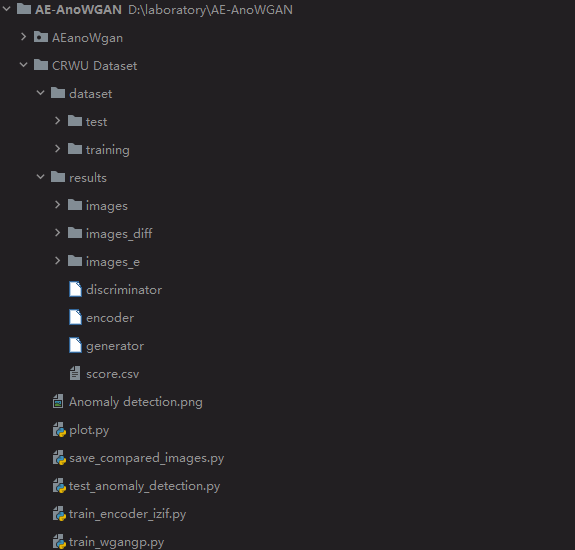 AE-AnoWGAN D:\laboratory\AE-AnoWGAN
AEanoWgan
CRWU Dataset
dataset
test
training
results
images
images_diff
images_e
discriminator
encoder
generator
score.csv
Anomaly detection.png
plot.py
save_compared_images.py
test_anomaly_detection.py
train_encoder_izif.py
train_wgangp.py